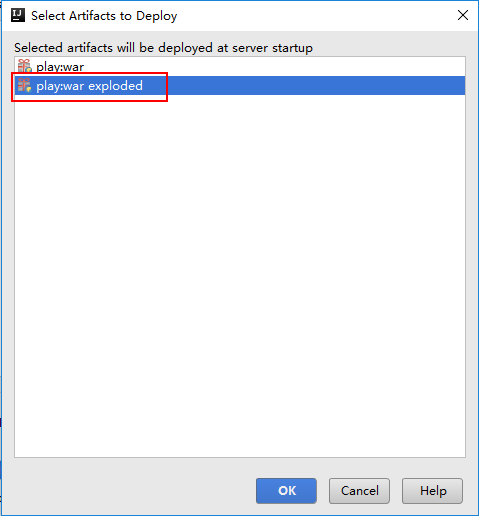 Select Artifacts to Deploy
Selected artifacts will be deployed at server startup
play:war
play:war exploded
OK
Cancel
Help